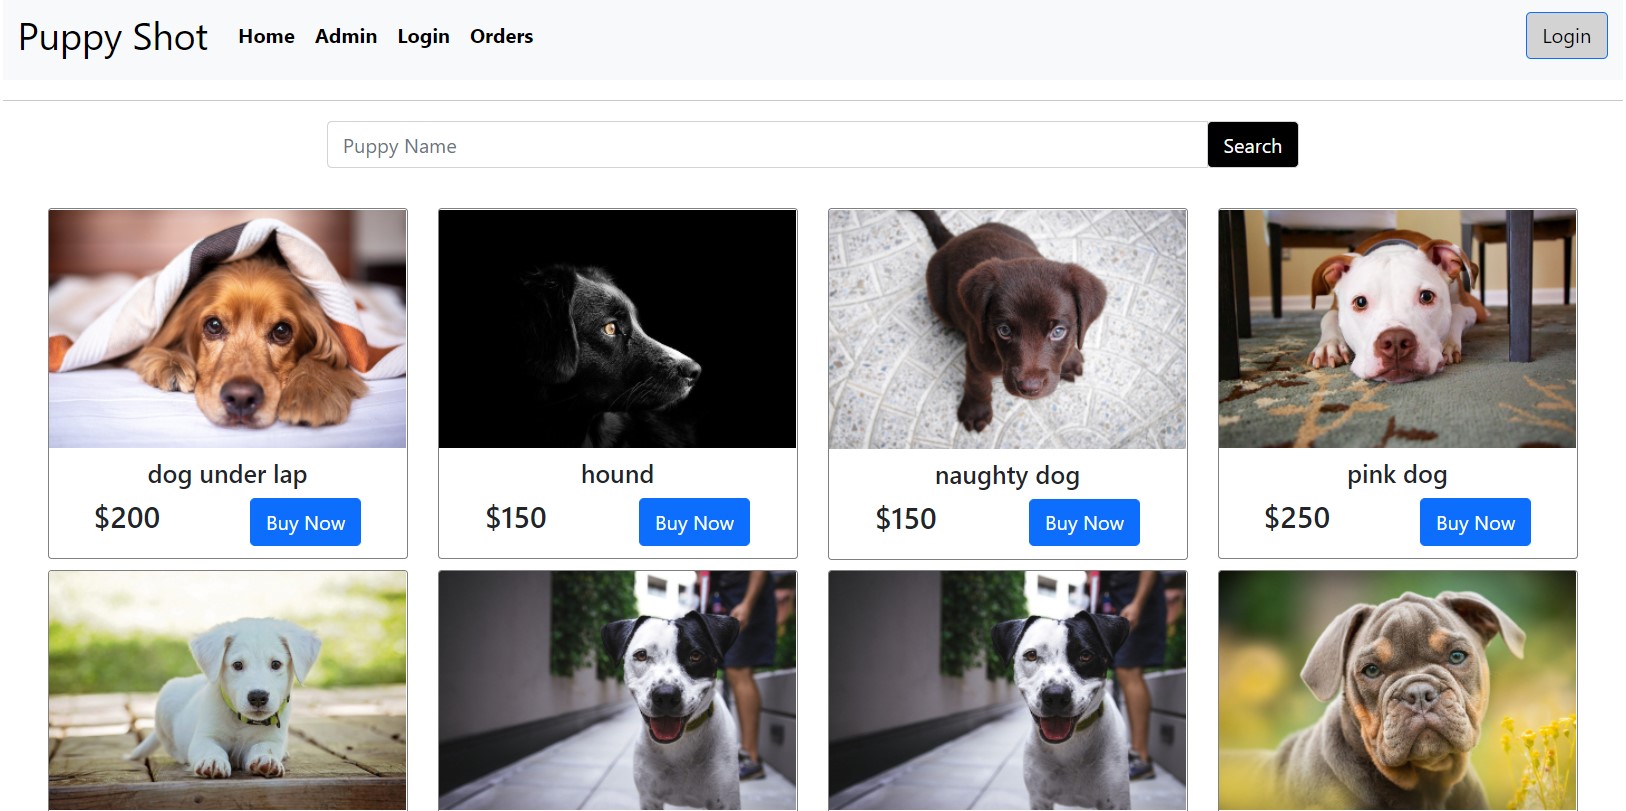 Puppy Shot Home Admin Login Orders Login
Puppy Name Search
dog under lap
$200 Buy Now
hound
$150 Buy Now
naughty dog
$150 Buy Now
pink dog
$250 Buy Now